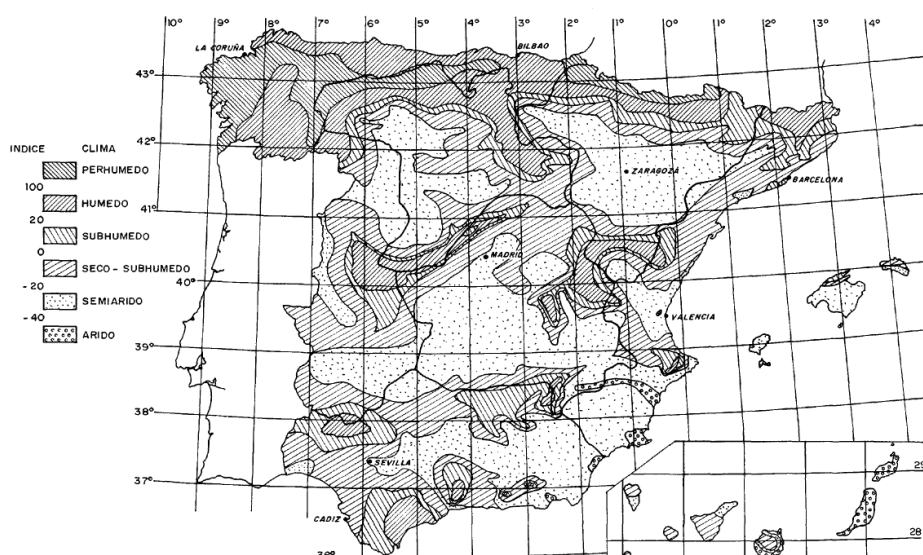 10° 9° 8° 7° 6° 5° 4° 3° 2° 1° 0° 1° 2° 3° 4°
LA CORUÑA
BILBAO
43°
42°
INDICE CLIMA
PERHUMEDO
100
HUMEDO
20
SUBHUMEDO
0
SECO - SUBHUMEDO
-20
SEMIARIDO
-40
ARIDO
ZARAGOZA
BARCELONA
41°
MADRID
40°
VALENCIA
39°
38°
SEVILLA
37°
CADIZ
36°
29
28